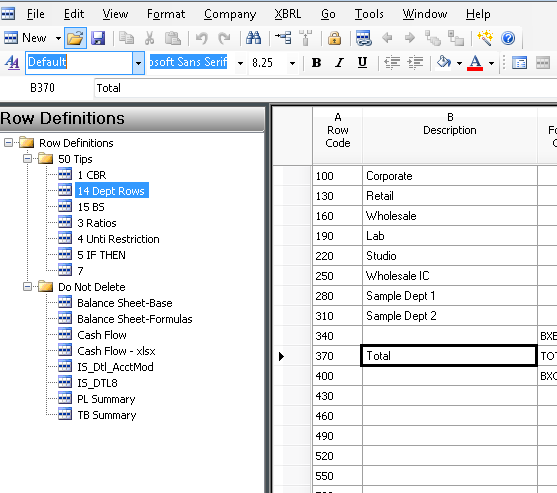 File Edit View Format Company XBRL Go Tools Window Help
New
Default osoft Sans Serif 8.25 B I U A
B370 Total
Row Definitions
Row Definitions
50 Tips
1 CBR
14 Dept Rows
15 BS
3 Ratios
4 Unti Restriction
5 IF THEN
7
Do Not Delete
Balance Sheet-Base
Balance Sheet-Formulas
Cash Flow
Cash Flow - xlsx
IS_Dtl_AcctMod
IS_DTL8
PL Summary
TB Summary
A B
Row Code Description Fo
100 Corporate
130 Retail
160 Wholesale
190 Lab
220 Studio
250 Wholesale IC
280 Sample Dept 1
310 Sample Dept 2
340 BXB
370 Total TOT
400
430
460
490
520
550